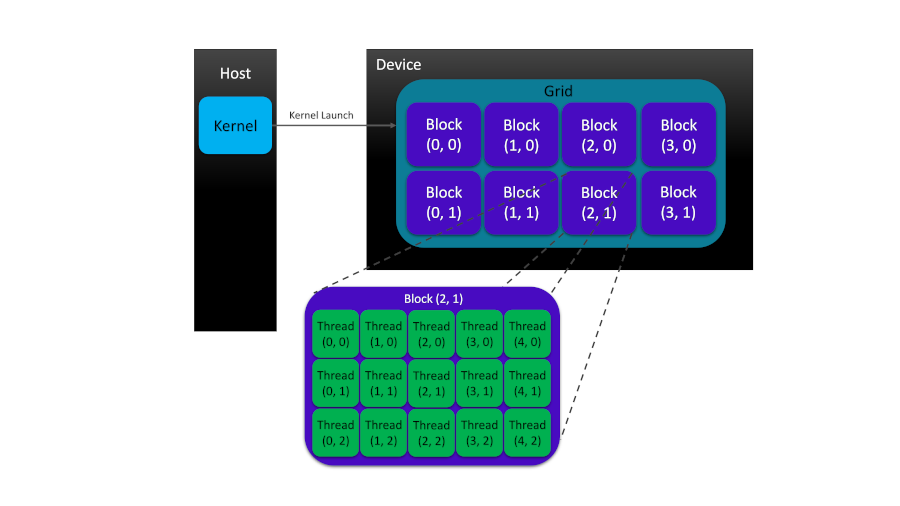 Host
Kernel
Kernel Launch
Device
Grid
Block
(0, 0)
Block
(1, 0)
Block
(2, 0)
Block
(3, 0)
Block
(0, 1)
Block
(1, 1)
Block
(2, 1)
Block
(3, 1)
Block (2, 1)
Thread
(0, 0)
Thread
(1, 0)
Thread
(2, 0)
Thread
(3, 0)
Thread
(4, 0)
Thread
(0, 1)
Thread
(1, 1)
Thread
(2, 1)
Thread
(3, 1)
Thread
(4, 1)
Thread
(0, 2)
Thread
(1, 2)
Thread
(2, 2)
Thread
(3, 2)
Thread
(4, 2)